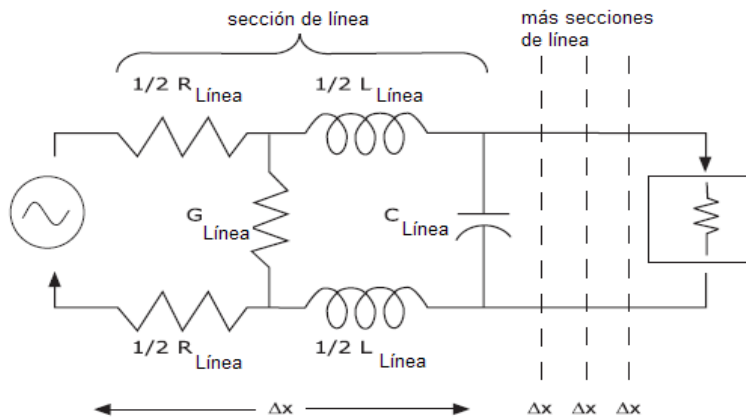 sección de línea
más secciones
de línea
1/2 R Línea
1/2 L Línea
G Línea
C Línea
1/2 R Línea
1/2 L Línea
Δx
Δx Δx Δx